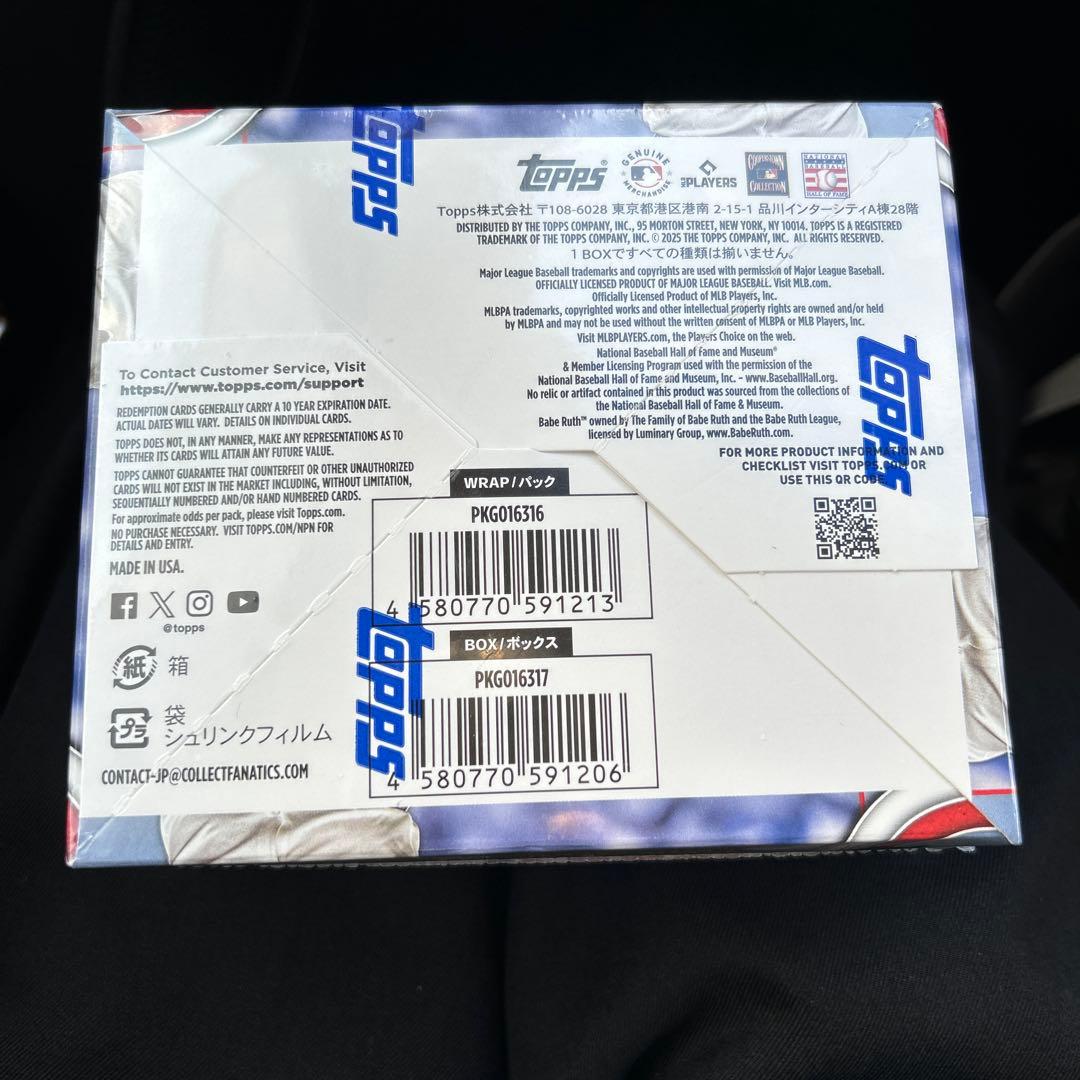 topps
topps
GENUINE
MERCHANDISE
MLB PLAYERS
COOPERSTOWN
COLLECTION
NATIONAL
BASEBALL
HALL OF FAME
Topps株式会社 〒108-6028 東京都港区港南 2-15-1 品川インターシティA棟28階
DISTRIBUTED BY THE TOPPS COMPANY, INC., 95 MORTON STREET, NEW YORK, NY 10014. TOPPS IS A REGISTERED
TRADEMARK OF THE TOPPS COMPANY, INC. © 2025 THE TOPPS COMPANY, INC. ALL RIGHTS RESERVED.
1 BOXですべての種類は揃いません。
Major League Baseball trademarks and copyrights are used with permission of Major League Baseball.
OFFICIALLY LICENSED PRODUCT OF MAJOR LEAGUE BASEBALL. Visit MLB.com.
Officially Licensed Product of MLB Players, Inc.
MLBPA trademarks, copyrighted works and other intellectual property rights are owned and/or held
by MLBPA and may not be used without the written consent of MLBPA or MLB Players, Inc.
Visit MLBPLAYERS.com, the Players Choice on the web.
National Baseball Hall of Fame and Museum®
& Member Licensing Program used with the permission of the
National Baseball Hall of Fame and Museum, Inc. - www.BaseballHall.org.
No relic or artifact contained in this product was sourced from the collections of
the National Baseball Hall of Fame & Museum.
Babe Ruth™ owned by The Family of Babe Ruth and the Babe Ruth League,
licensed by Luminary Group, www.BabeRuth.com.
topps
FOR MORE PRODUCT INFORMATION AND
CHECKLIST VISIT TOPPS.COM OR
USE THIS QR CODE.
To Contact Customer Service, Visit
https://www.topps.com/support
REDEMPTION CARDS GENERALLY CARRY A 10 YEAR EXPIRATION DATE.
ACTUAL DATES WILL VARY. DETAILS ON INDIVIDUAL CARDS.
TOPPS DOES NOT, IN ANY MANNER, MAKE ANY REPRESENTATIONS AS TO
WHETHER ITS CARDS WILL ATTAIN ANY FUTURE VALUE.
TOPPS CANNOT GUARANTEE THAT COUNTERFEIT OR OTHER UNAUTHORIZED
CARDS WILL NOT EXIST IN THE MARKET INCLUDING, WITHOUT LIMITATION,
SEQUENTIALLY NUMBERED AND/OR HAND NUMBERED CARDS.
For approximate odds per pack, please visit Topps.com.
NO PURCHASE NECESSARY. VISIT TOPPS.COM/NPN FOR
DETAILS AND ENTRY.
MADE IN USA.
@topps
紙 箱
プラ 袋
シュリンクフィルム
CONTACT-JP@COLLECTFANATICS.COM
WRAP/パック
PKG016316
4 580770 591213
BOX/ボックス
PKG016317
4 580770 591206
topps